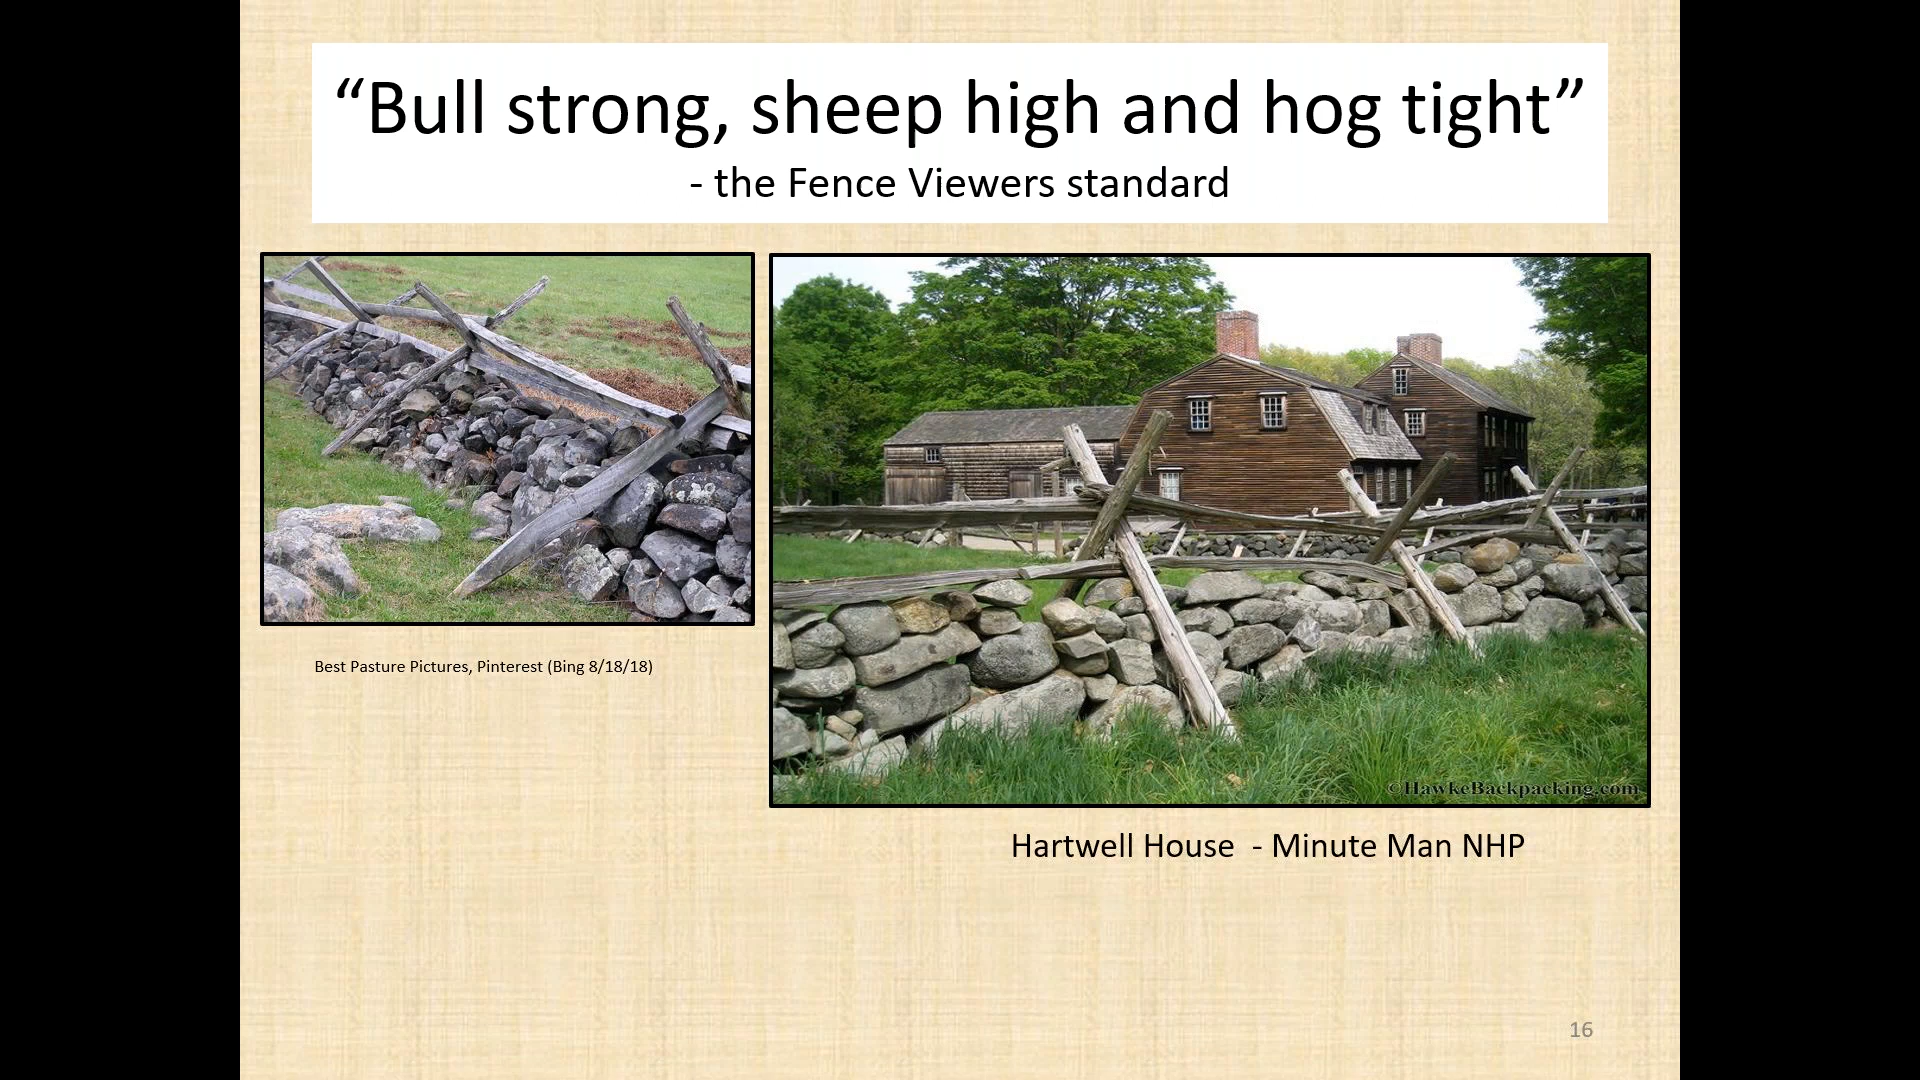 “Bull strong, sheep high and hog tight”
- the Fence Viewers standard
Best Pasture Pictures, Pinterest (Bing 8/18/18)
©HawkeBackpacking.com
Hartwell House  - Minute Man NHP
16